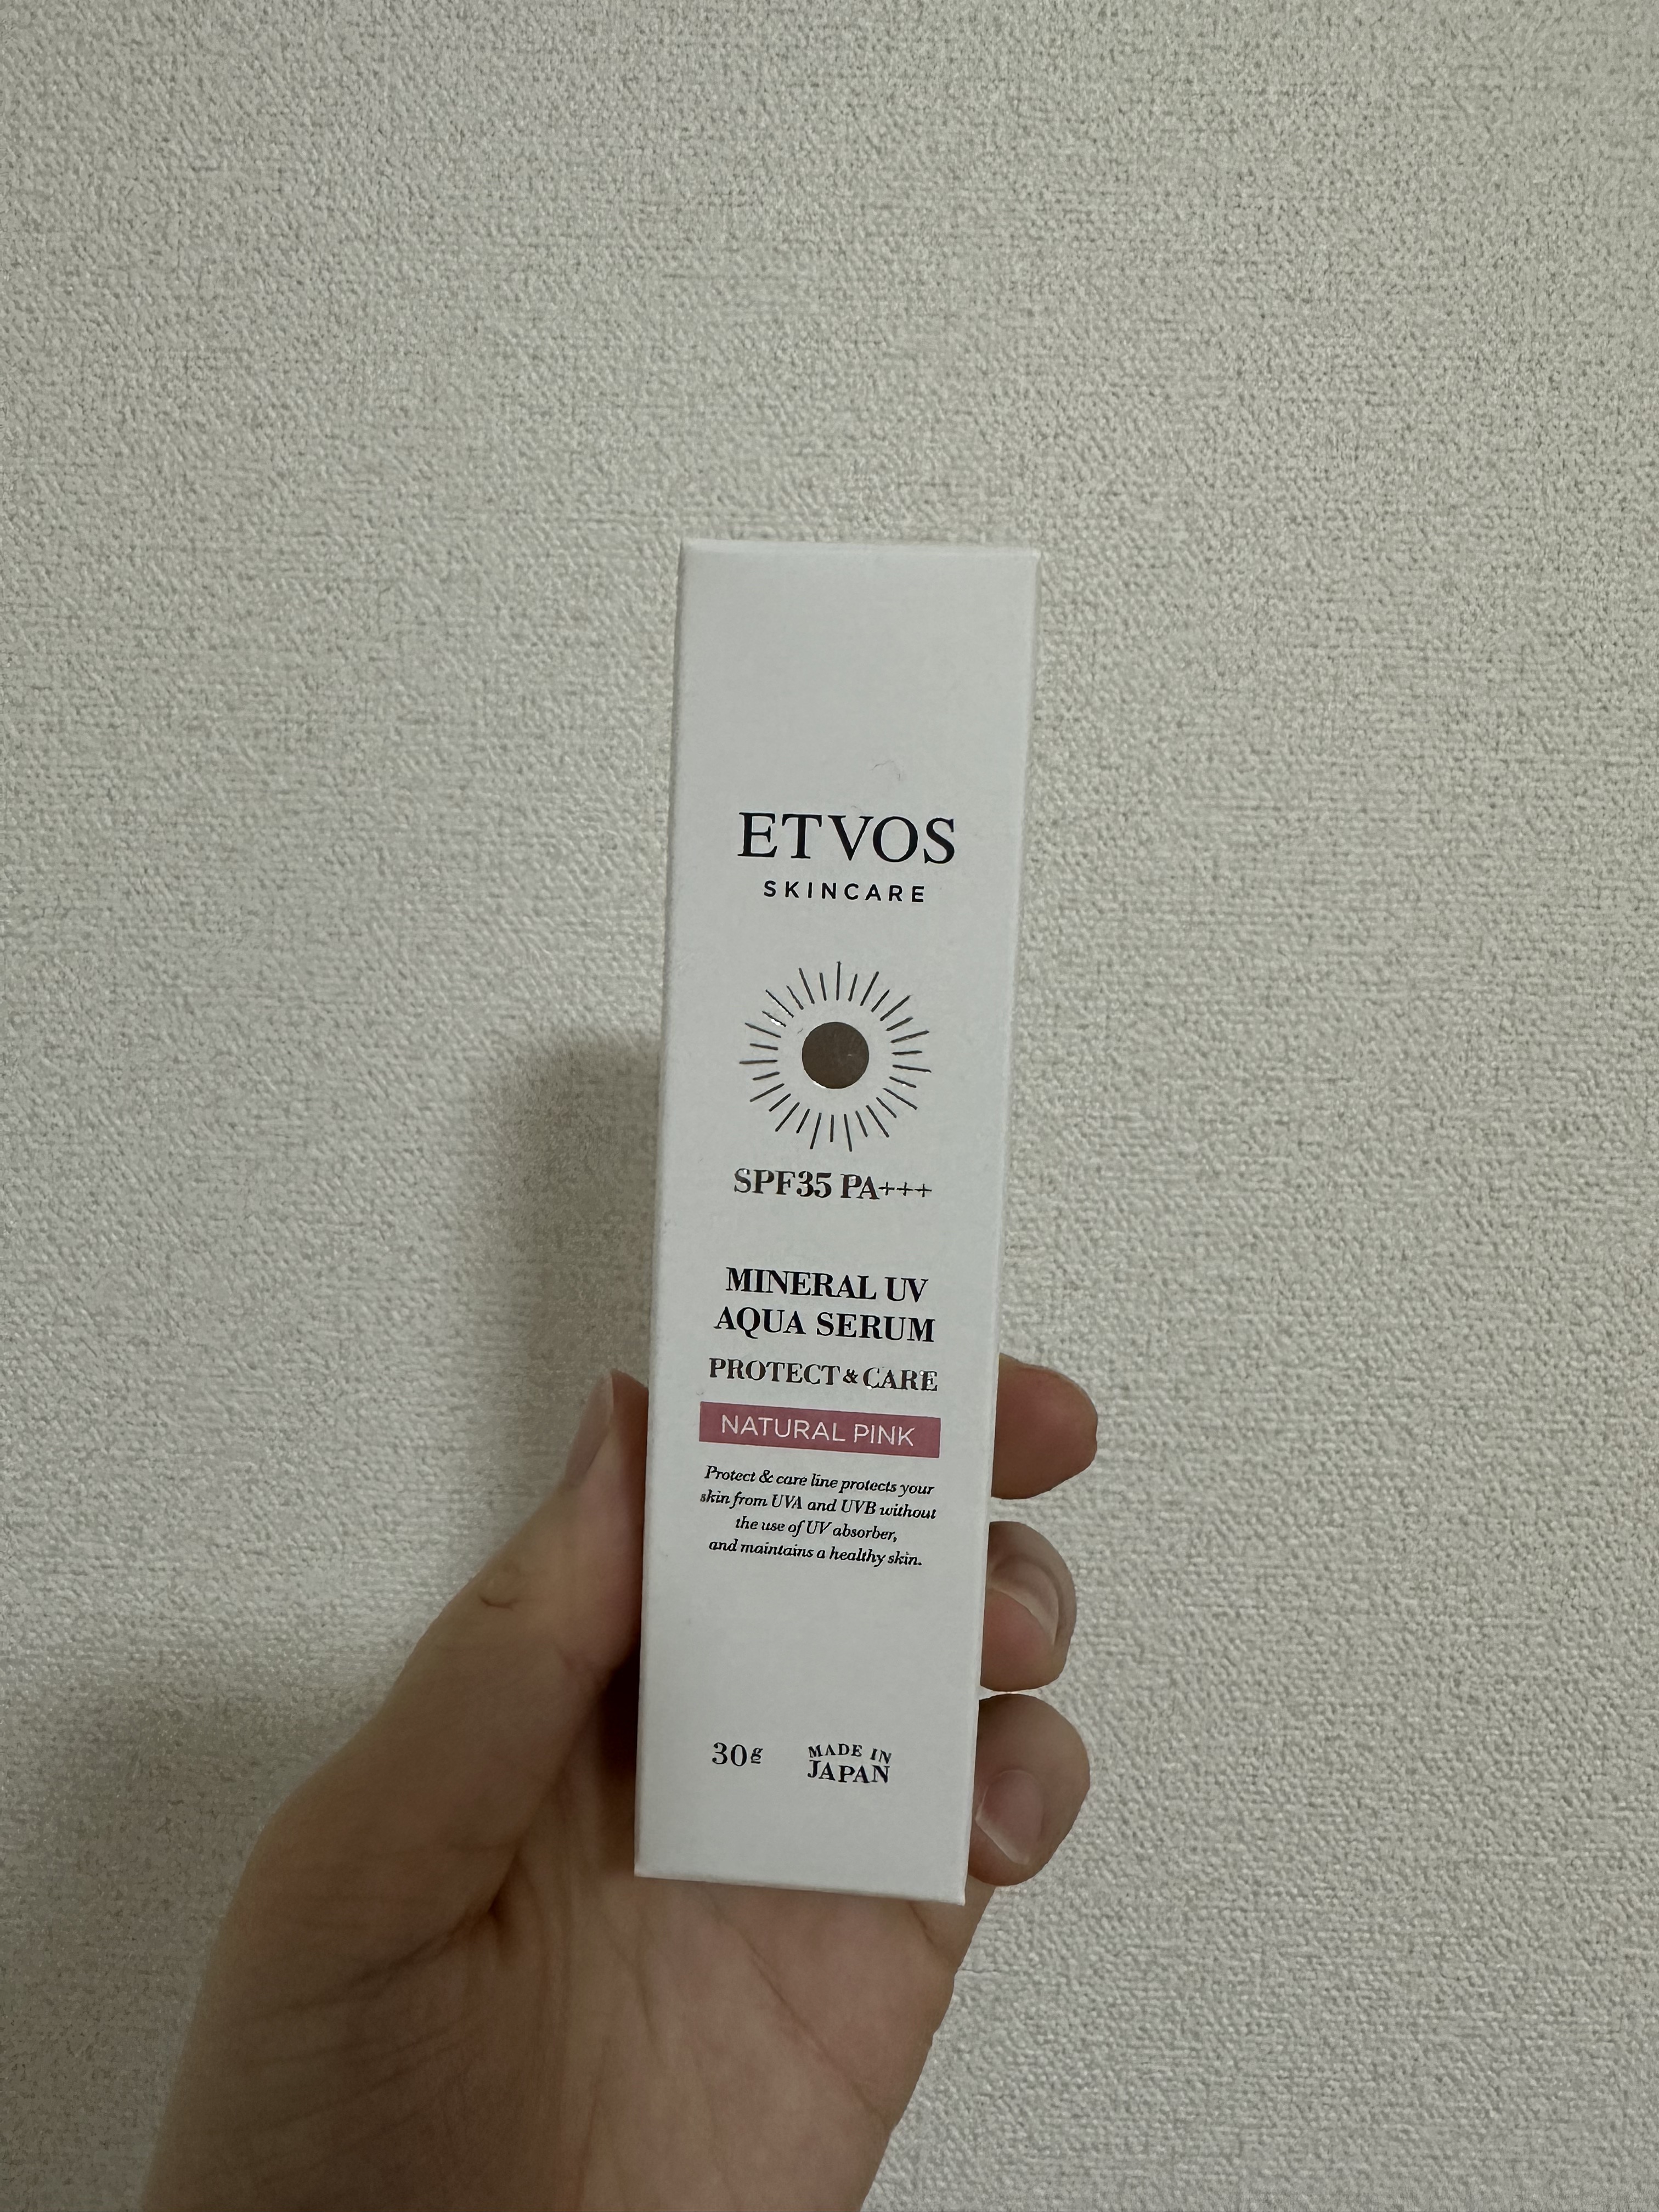 ETVOS
SKINCARE
SPF35 PA+++
MINERAL UV
AQUA SERUM
PROTECT & CARE
NATURAL PINK
Protect & care line protects your
skin from UVA and UVB without
the use of UV absorber,
and maintains a healthy skin.
30g
MADE IN
JAPAN